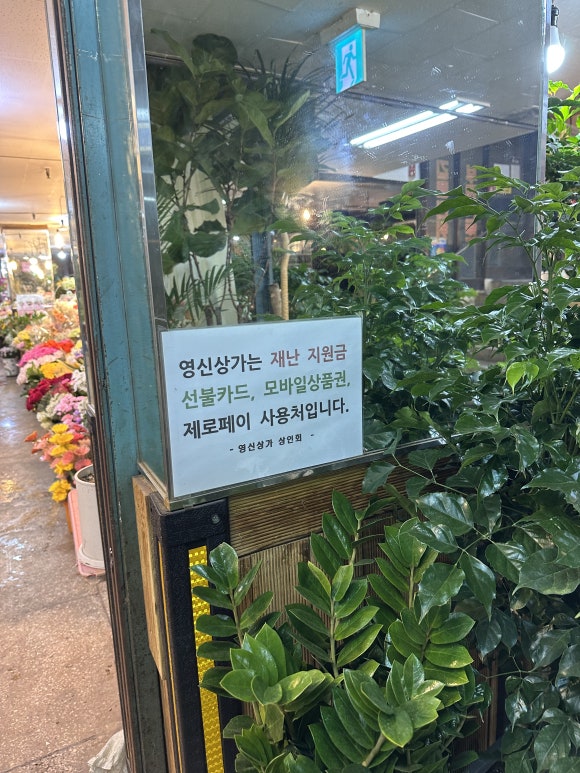 영신상가는 재난 지원금
선불카드, 모바일상품권,
제로페이 사용처입니다.
- 영신상가 상인회 -